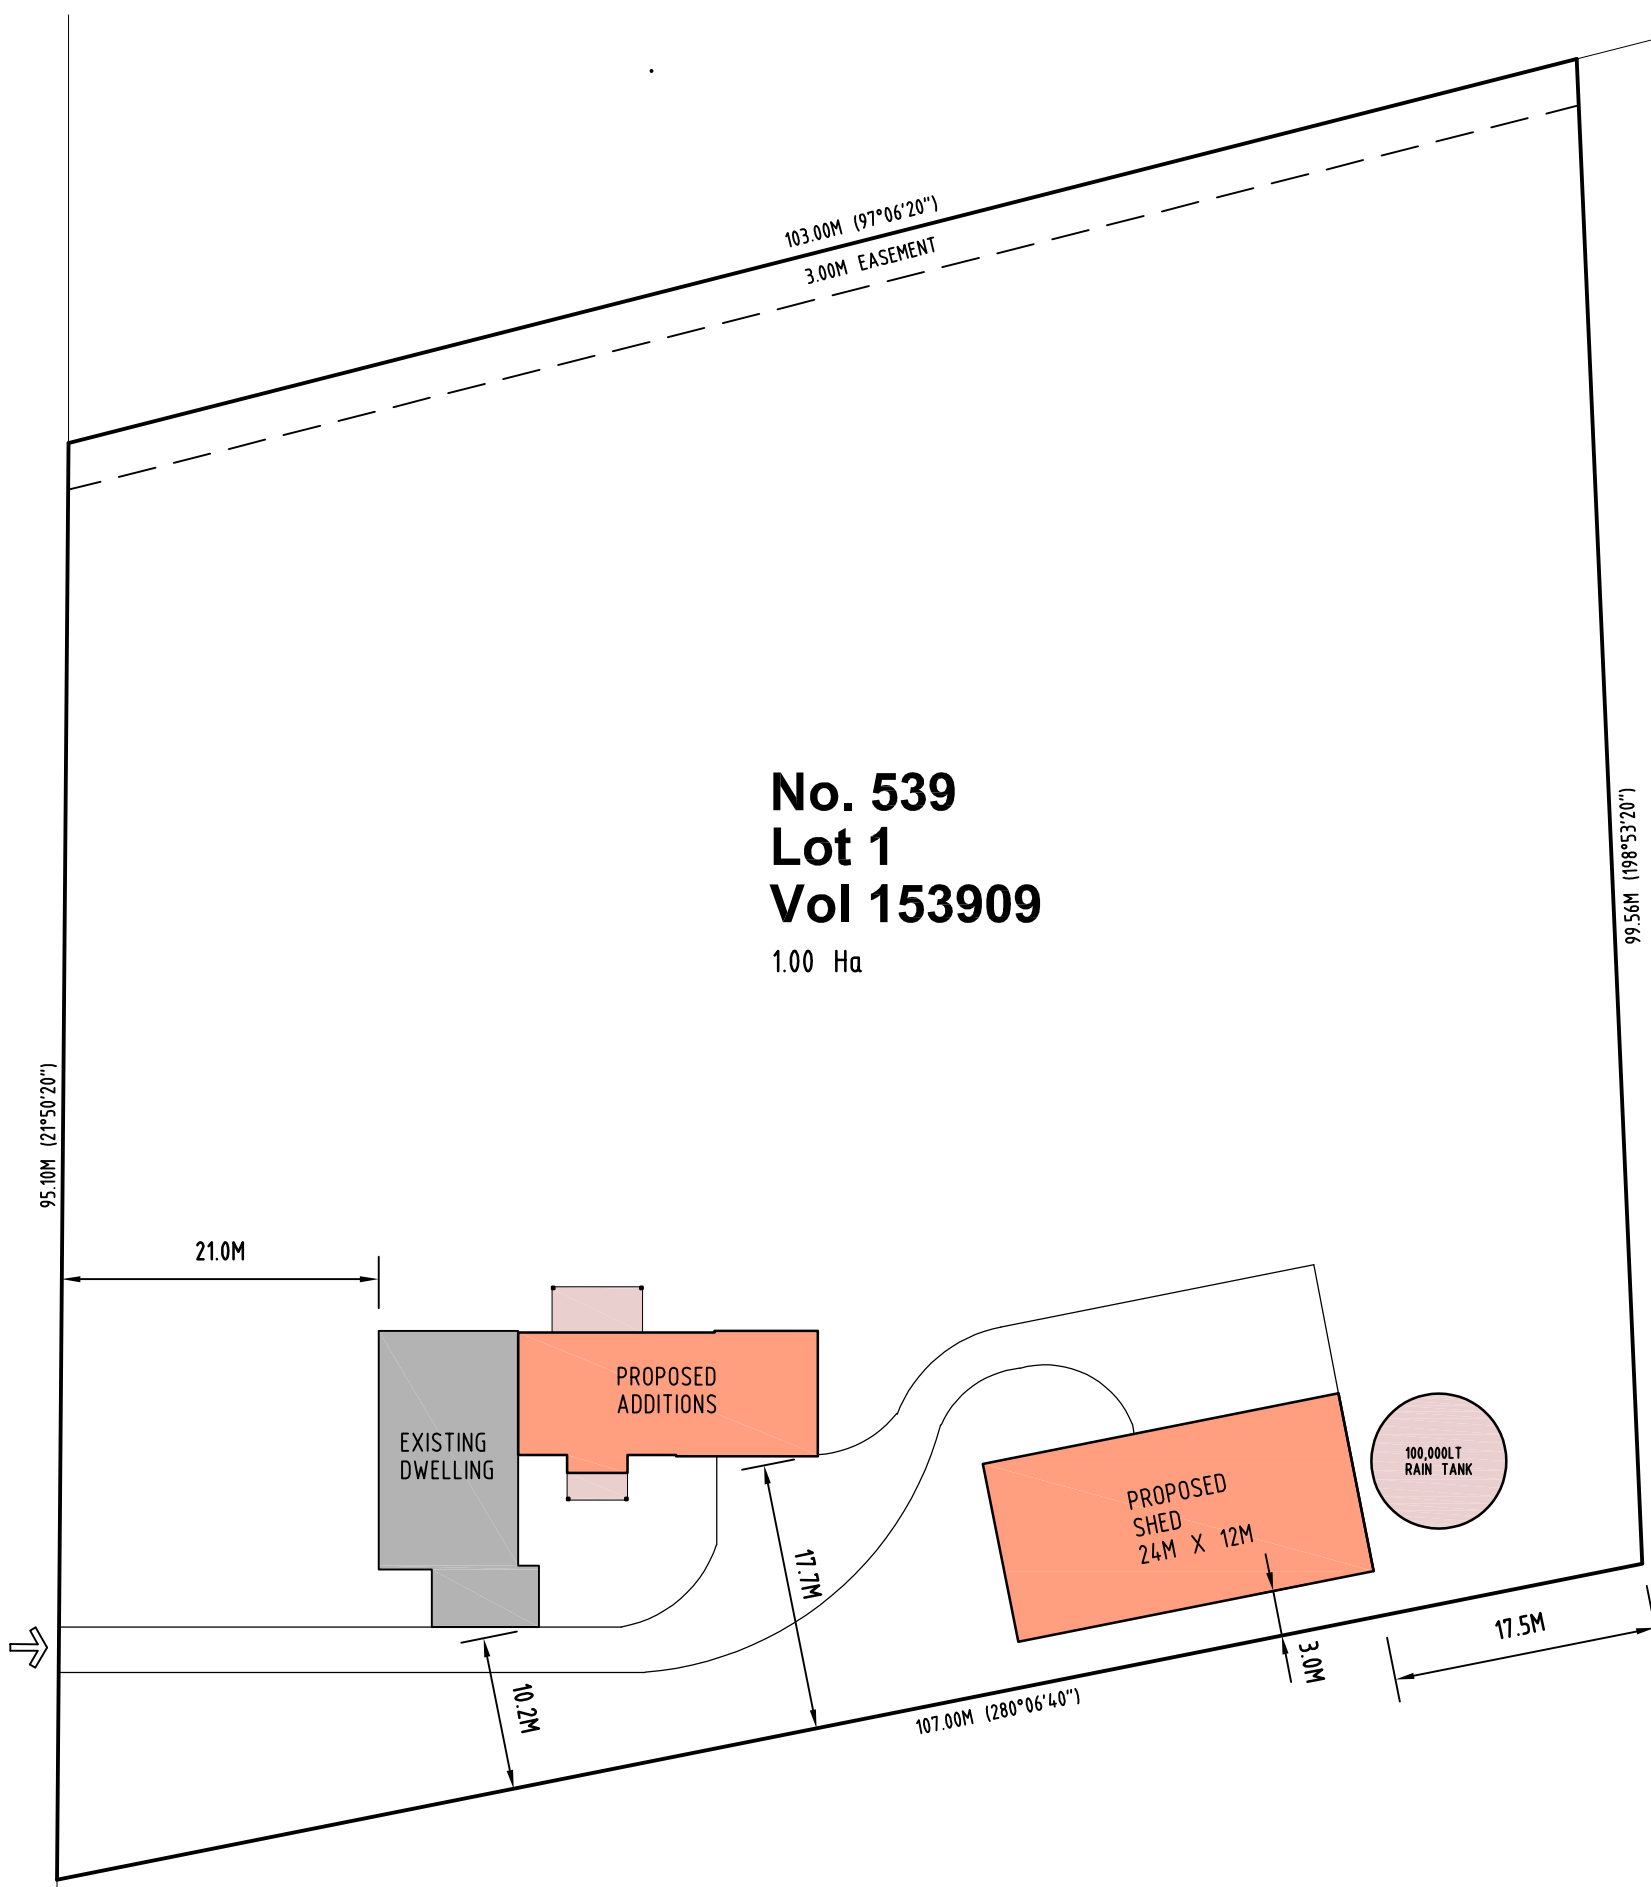 103.00M (97°06'20")
3.00M EASEMENT
No. 539
Lot 1
Vol 153909
1.00 Ha
99.56M (198°53'20")
95.10M (21°50'20")
21.0M
PROPOSED
ADDITIONS
EXISTING
DWELLING
100,000LT
RAIN TANK
PROPOSED
SHED
24M X 12M
17.7M
17.5M
3.0M
10.2M
107.00M (280°06'40")